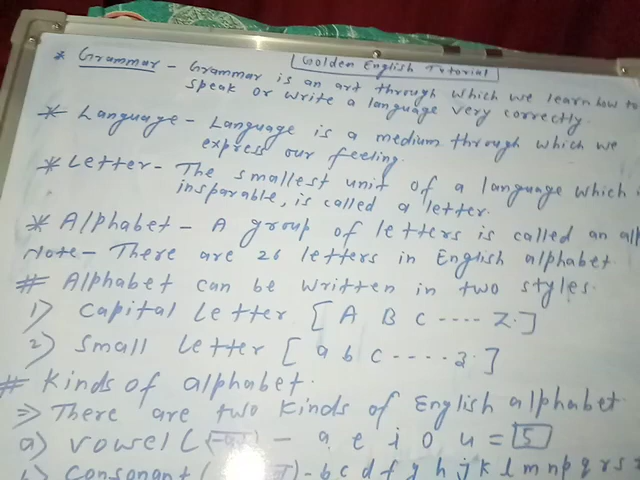 Golden English Tutorial
* Grammar - Grammar is an art through which we learn how to
speak or write a language very correctly.
* Language - Language is a medium through which we
express our feeling.
* Letter - The smallest unit of a language which
insparable, is called a letter.
* Alphabet - A group of letters is called an alp
Note - There are 26 letters in English alphabet
# Alphabet can be written in two styles.
1) Capital letter [ A B C ---- Z.]
2) Small letter [ a b c ----- z.]
# Kinds of alphabet.
⇒ There are two kinds of English alphabet
a) Vowel ( ) - a e i o u = 5
b) Consonant ( ) - b c d f g h j k l m n p q r s t